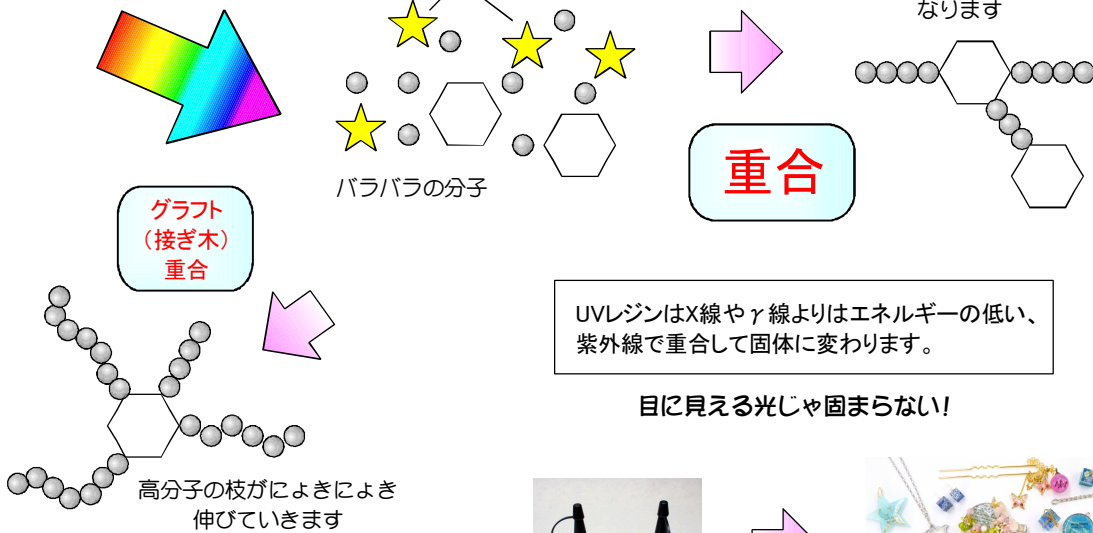 なります
バラバラの分子
重合
グラフト
(接ぎ木)
重合
UVレジンはX線やγ線よりはエネルギーの低い、
紫外線で重合して固体に変わります。
目に見える光じゃ固まらない!
高分子の枝がにょきにょき
伸びていきます